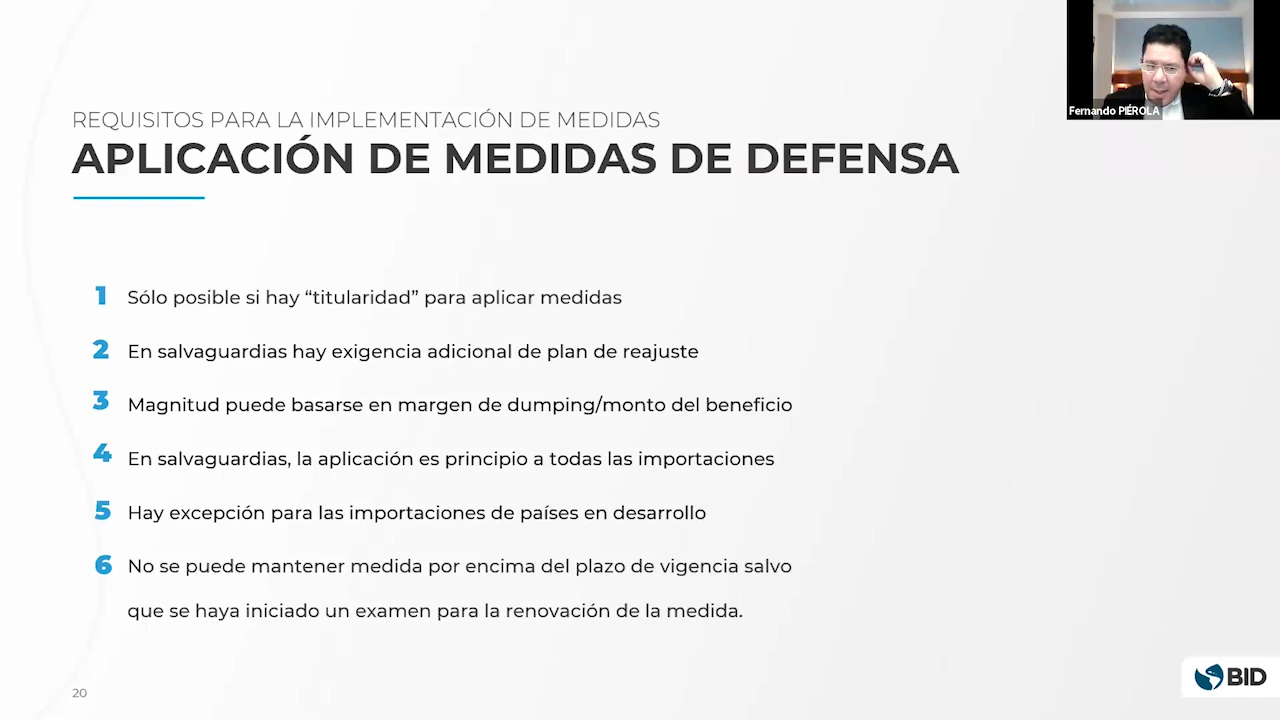 Fernando PIÉROLA
REQUISITOS PARA LA IMPLEMENTACIÓN DE MEDIDAS
APLICACIÓN DE MEDIDAS DE DEFENSA
1 Sólo posible si hay “titularidad” para aplicar medidas
2 En salvaguardias hay exigencia adicional de plan de reajuste
3 Magnitud puede basarse en margen de dumping/monto del beneficio
4 En salvaguardias, la aplicación es principio a todas las importaciones
5 Hay excepción para las importaciones de países en desarrollo
6 No se puede mantener medida por encima del plazo de vigencia salvo
que se haya iniciado un examen para la renovación de la medida.
20
BID